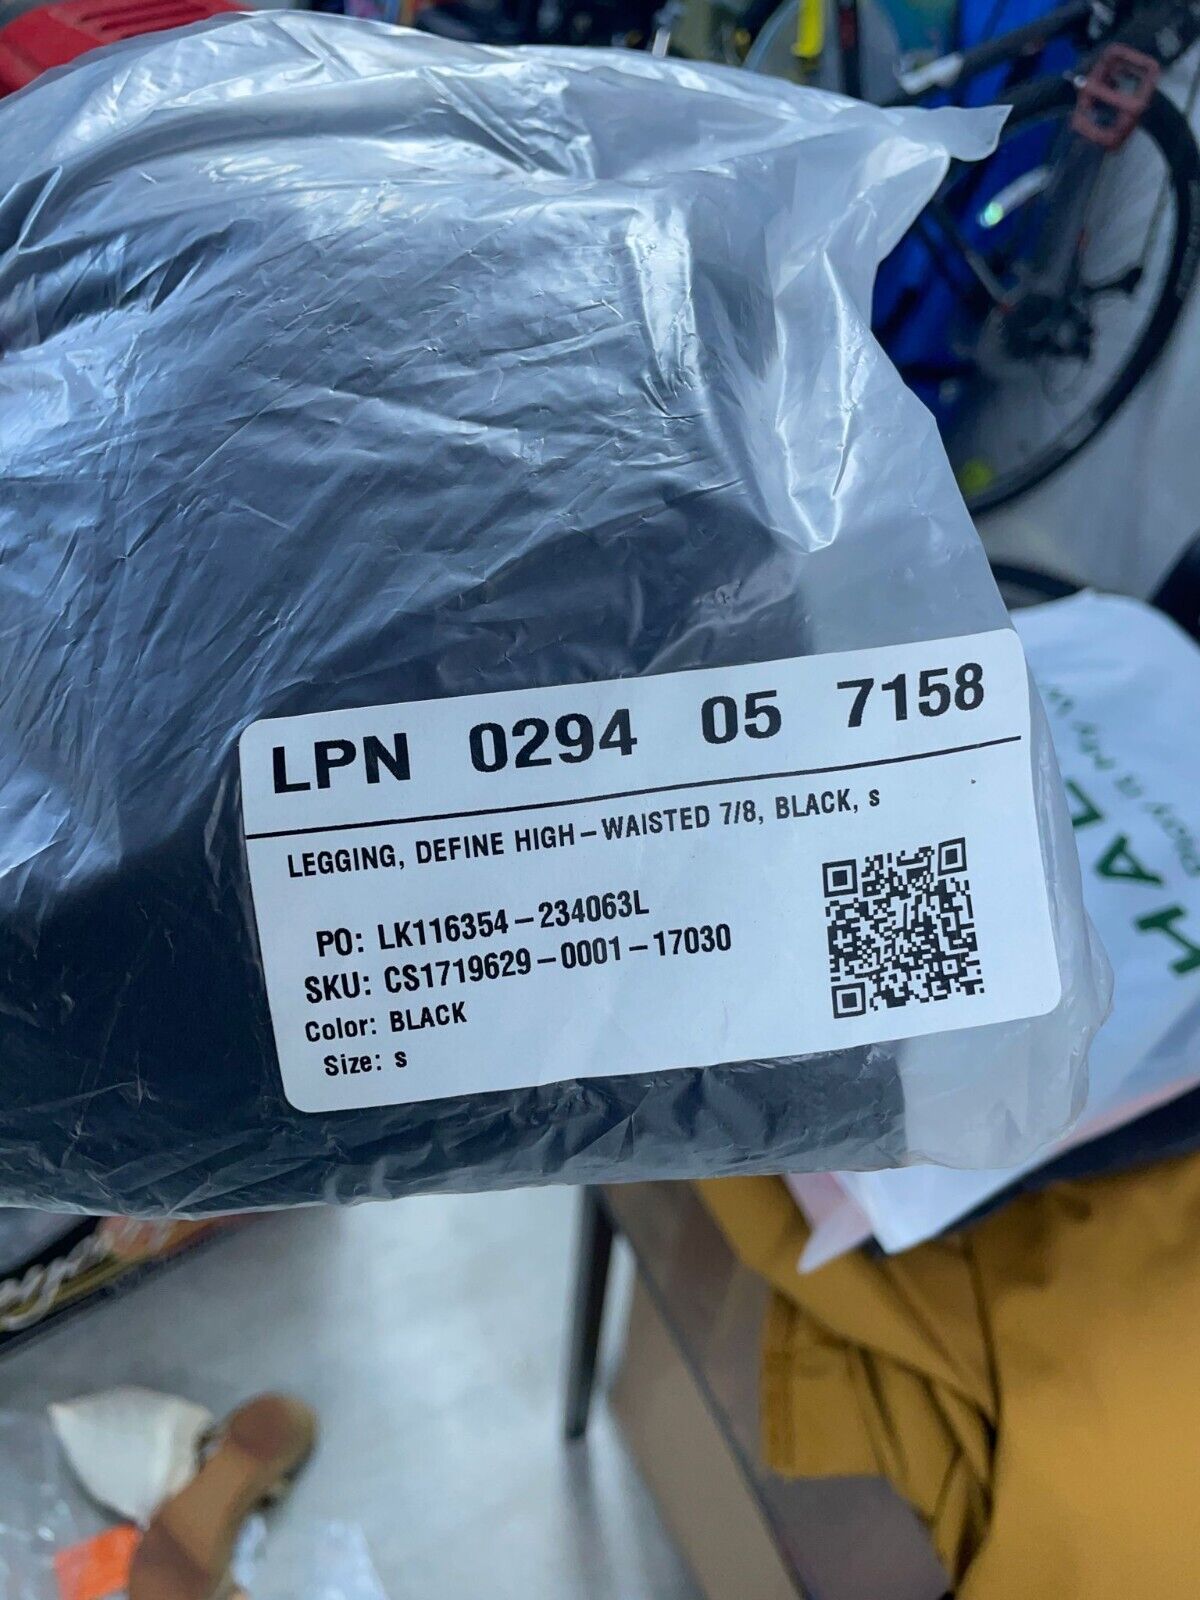 LPN 0294 05 7158
LEGGING, DEFINE HIGH-WAISTED 7/8, BLACK, s
PO: LK116354-234063L
SKU: CS1719629-0001-17030
Color: BLACK
Size: s
HAL